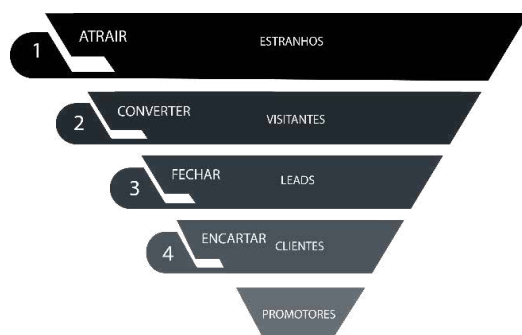 1 ATRAIR ESTRANHOS
2 CONVERTER VISITANTES
3 FECHAR LEADS
4 ENCARTAR CLIENTES
PROMOTORES